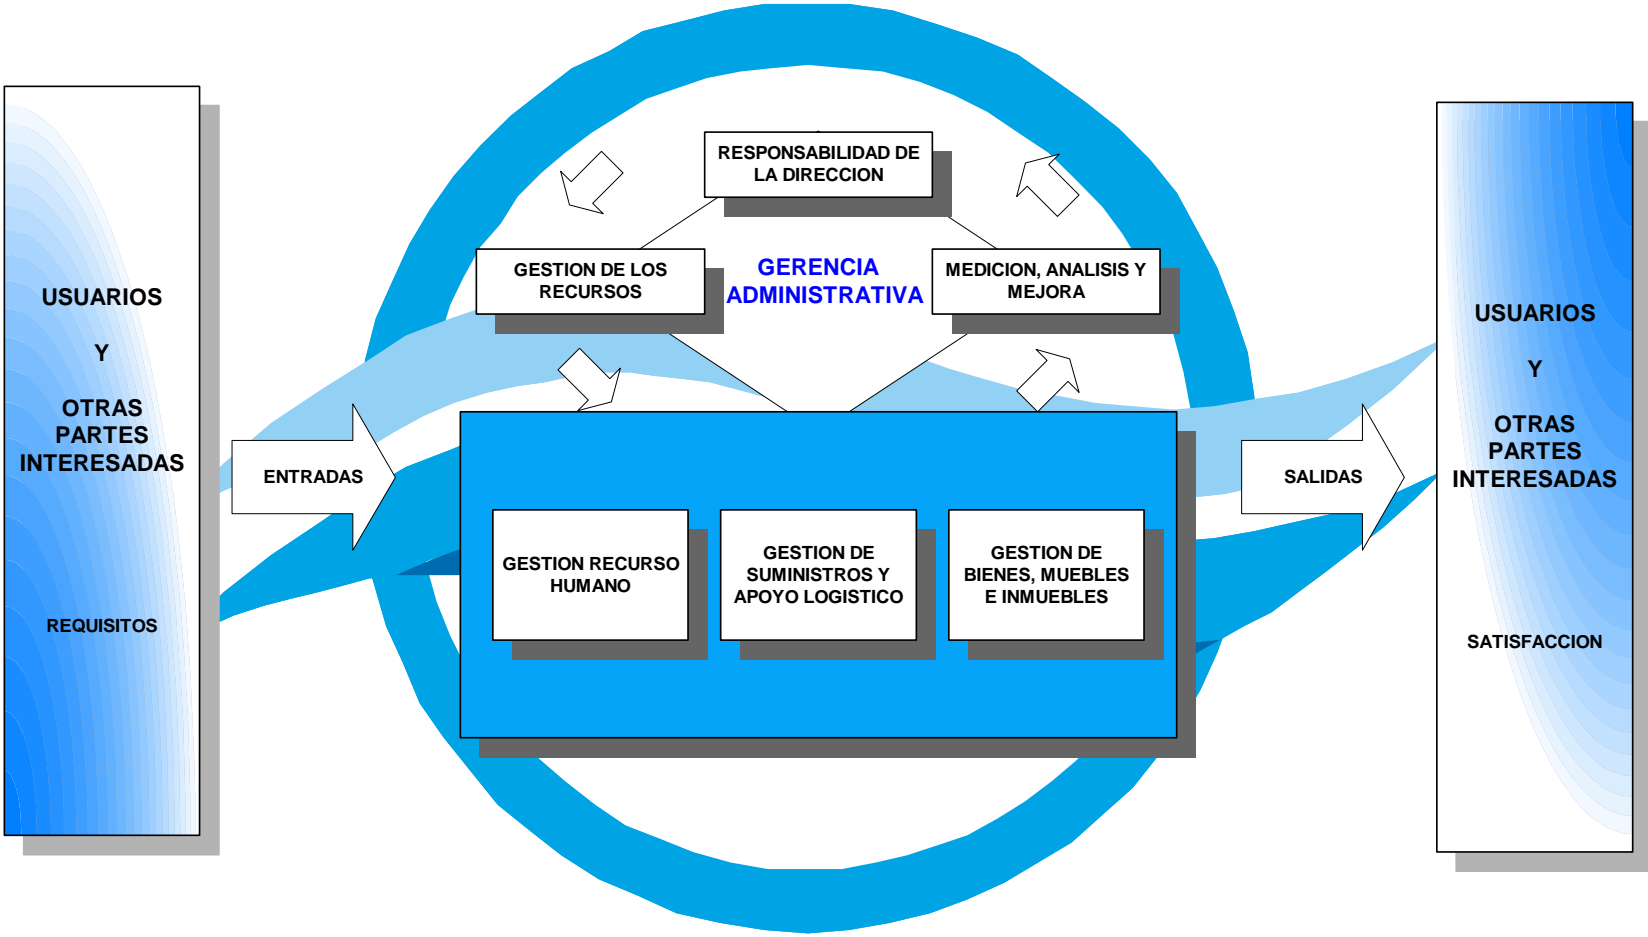 USUARIOS
Y
OTRAS
PARTES
INTERESADAS
REQUISITOS
ENTRADAS
RESPONSABILIDAD DE
LA DIRECCION
GESTION DE LOS
RECURSOS
GERENCIA
ADMINISTRATIVA
MEDICION, ANALISIS Y
MEJORA
GESTION RECURSO
HUMANO
GESTION DE
SUMINISTROS Y
APOYO LOGISTICO
GESTION DE
BIENES, MUEBLES
E INMUEBLES
SALIDAS
USUARIOS
Y
OTRAS
PARTES
INTERESADAS
SATISFACCION